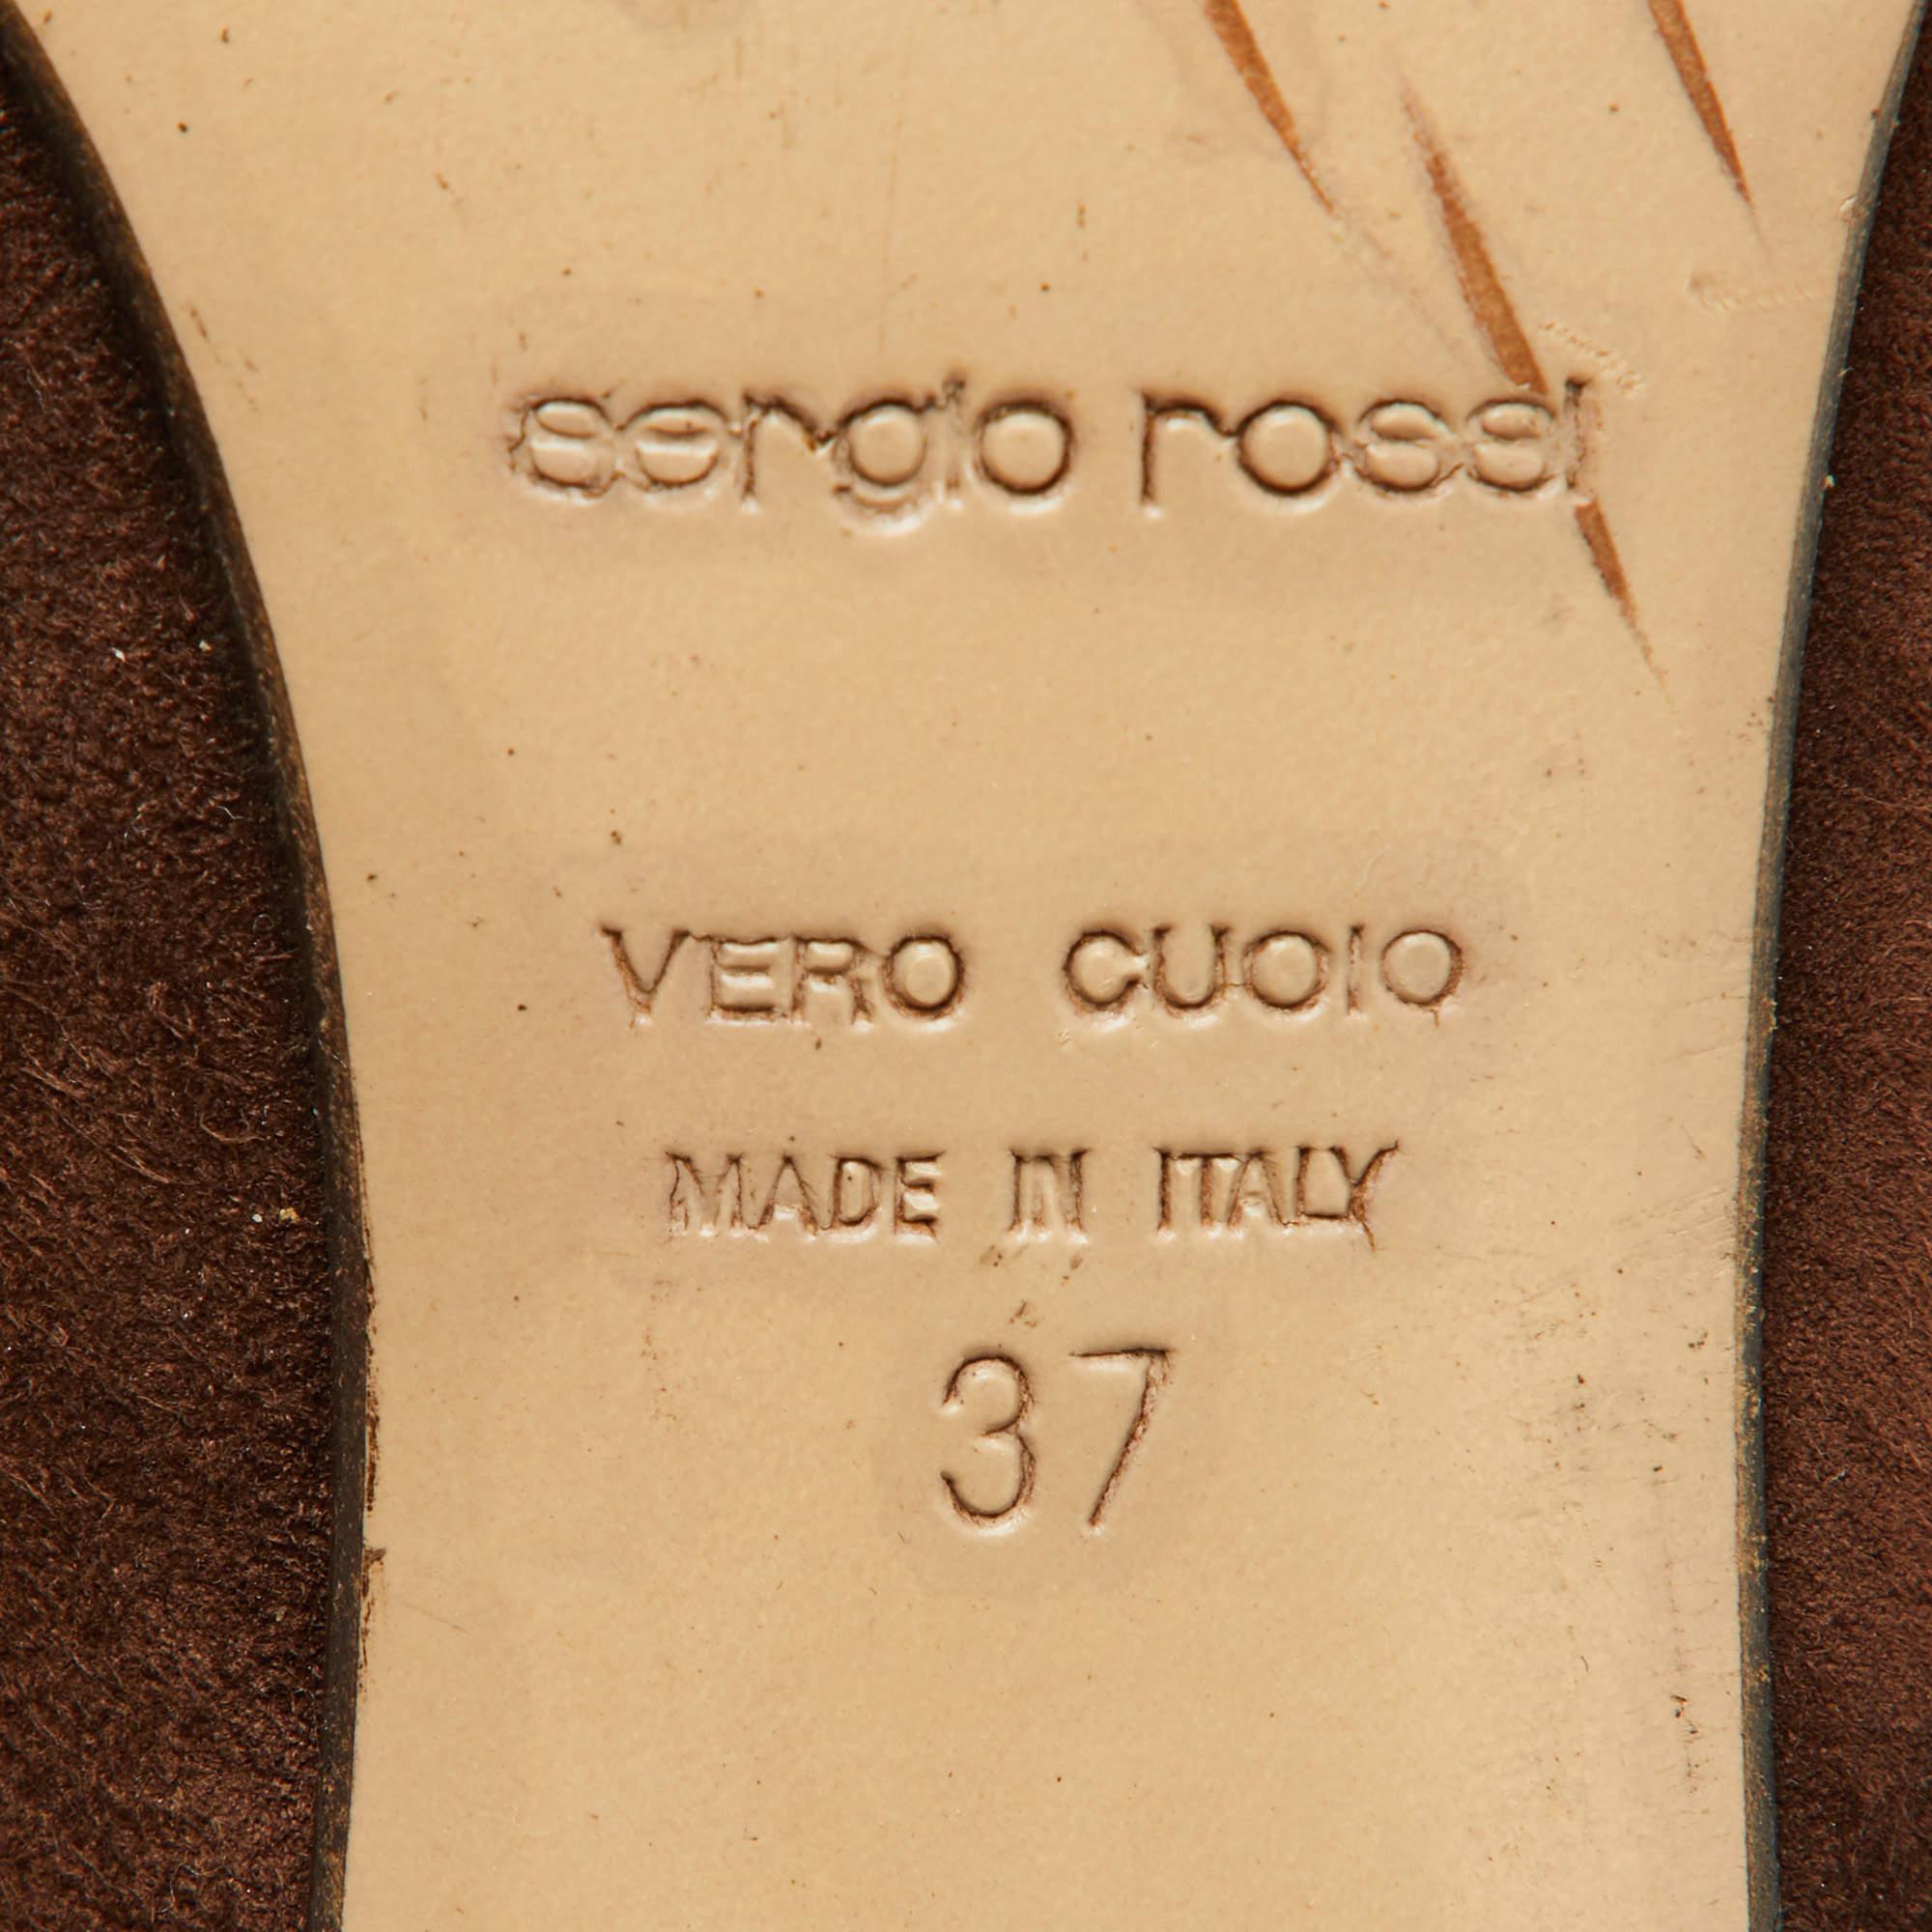 sergio rossi
VERO CUOIO
MADE IN ITALY
37